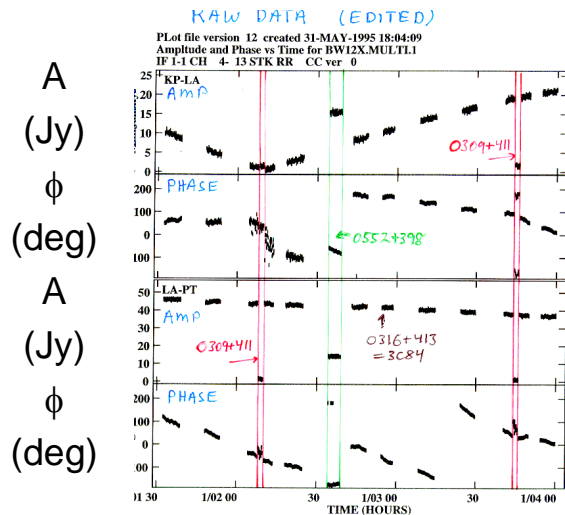 RAW DATA (EDITED)
PLot file version 12 created 31-MAY-1995 18:04:09
Ampltude and Phase vs Time for BW12X.MULTI.1
IF 1-1 CH 4- 13 STK RR CC ver 0
A
(Jy)
φ
(deg)
A
(Jy)
φ
(deg)
25
20
15
10
5
0
KP-LA
AMP
0309+411
200
100
0
100
PHASE
0552+398
50
40
30
20
10
0
LA-PT
AMP
0309+411
0316+413
=3C84
200
100
0
00
PHASE
01 30
1/02 00
30
1/03 00
30
1/04 00
TIME (HOURS)